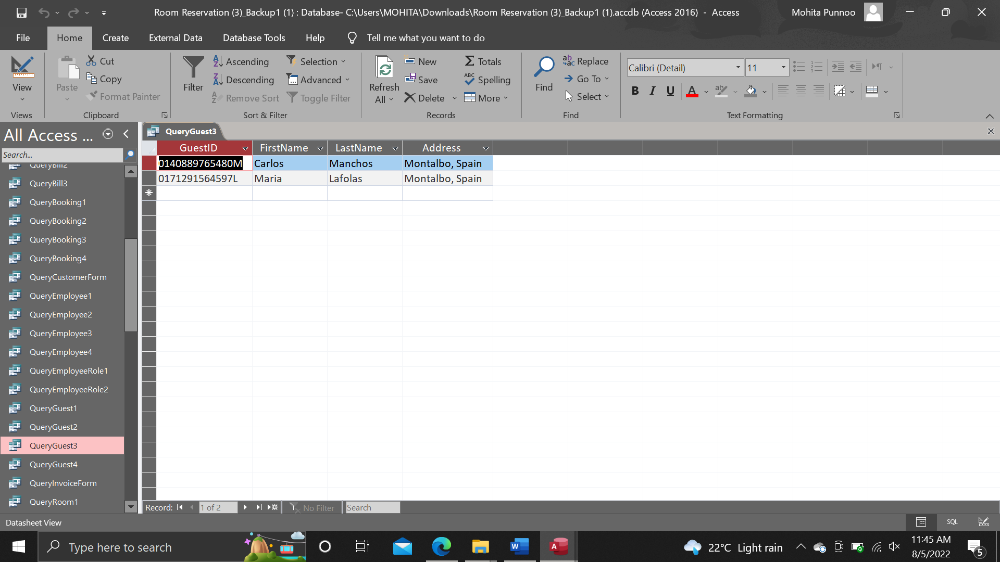 Room Reservation (3)_Backup1 (1) : Database- C:\Users\MOHITA\Downloads\Room Reservation (3)_Backup1 (1).accdb (Access 2016) - Access
Mohita Punnoo
File Home Create External Data Database Tools Help Tell me what you want to do
View
Views
Paste
Cut
Copy
Format Painter
Clipboard
Filter
Ascending
Descending
Remove Sort
Selection
Advanced
Toggle Filter
Sort & Filter
Refresh
All
New
Save
Delete
Totals
Spelling
More
Records
Find
Replace
Go To
Select
Find
Calibri (Detail) 11
B I U A
Text Formatting
All Access ...
Search...
QueryBill2
QueryBill3
QueryBooking1
QueryBooking2
QueryBooking3
QueryBooking4
QueryCustomerForm
QueryEmployee1
QueryEmployee2
QueryEmployee3
QueryEmployee4
QueryEmployeeRole1
QueryEmployeeRole2
QueryGuest1
QueryGuest2
QueryGuest3
QueryGuest4
QueryInvoiceForm
QueryRoom1
QueryGuest3
GuestID FirstName LastName Address
0140889765480M Carlos Manchos Montalbo, Spain
0171291564597L Maria Lafolas Montalbo, Spain
Record: 1 of 2 No Filter Search
Datasheet View SQL
Type here to search
22°C Light rain
11:45 AM
8/5/2022
5